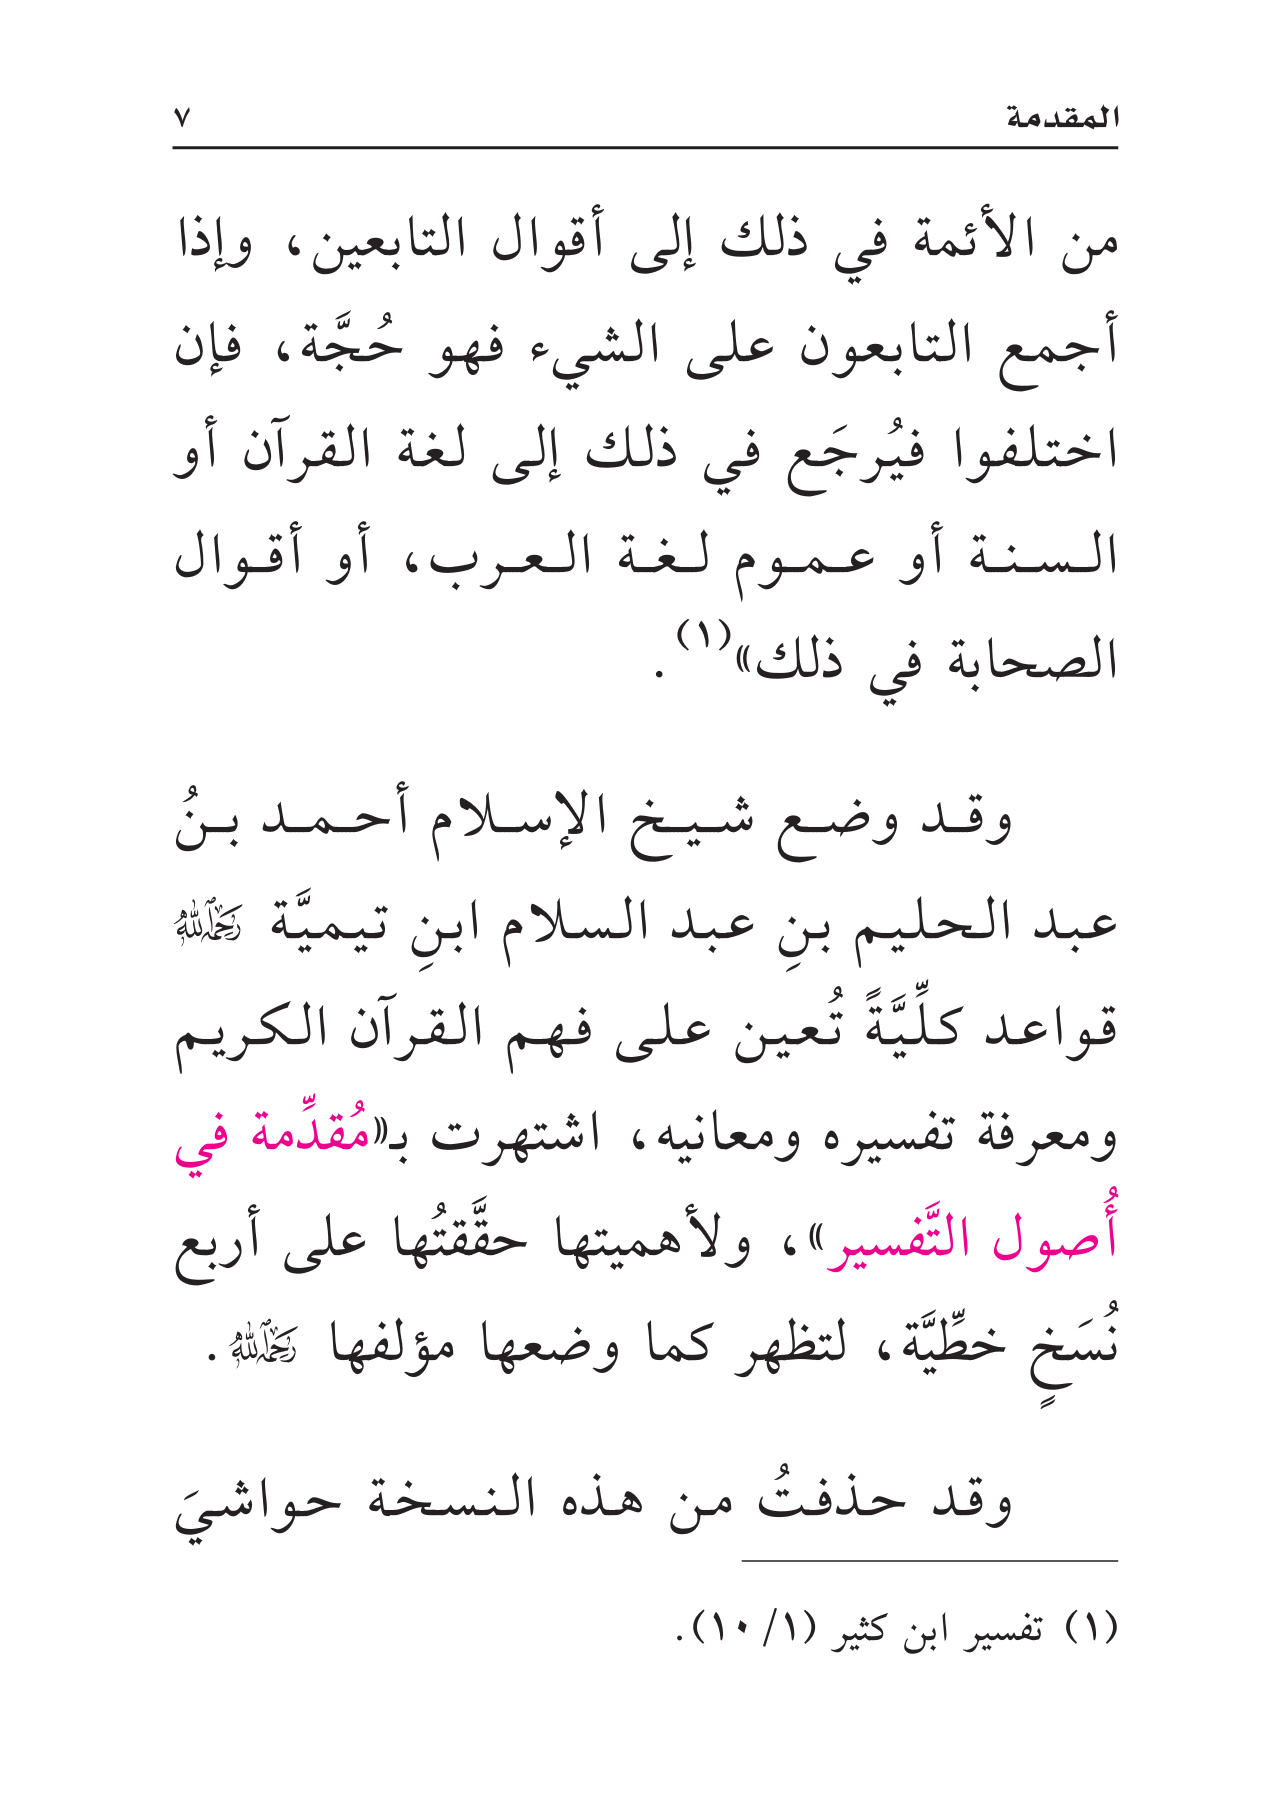 المقدمة ٧
من الأئمة في ذلك إلى أقوال التابعين، وإذا
أجمع التابعون على الشيء فهو حُجَّة، فإن
اختلفوا فيُرجَع في ذلك إلى لغة القرآن أو
السنة أو عموم لغة العرب، أو أقوال
الصحابة في ذلك»(١).
وقد وضع شيخ الإسلام أحمد بنُ
عبد الحليم بنِ عبد السلام ابنِ تيميَّة رحمه الله
قواعد كلِّيَّةً تُعين على فهم القرآن الكريم
ومعرفة تفسيره ومعانيه، اشتهرت بـ«مُقدِّمة في
أُصول التَّفسير»، ولأهميتها حقَّقتُها على أربع
نُسَخٍ خطِّيَّة، لتظهر كما وضعها مؤلفها رحمه الله.
وقد حذفتُ من هذه النسخة حواشيَ
(١) تفسير ابن كثير (١/ ١٠).